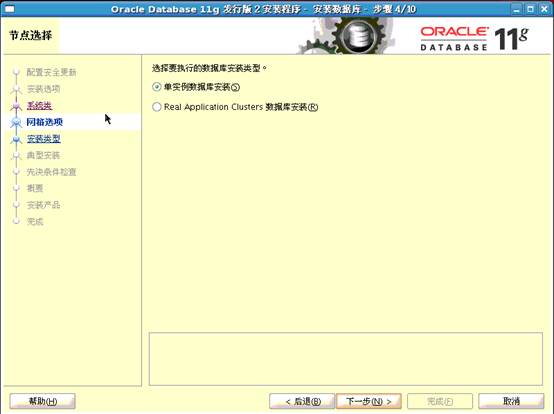 Oracle Database 11g 发行版 2 安装程序 - 安装数据库 - 步骤 4/10
节点选择
ORACLE
DATABASE 11g
配置安全更新
安装选项
系统类
网格选项
安装类型
典型安装
先决条件检查
概要
安装产品
完成
选择要执行的数据库安装类型。
单实例数据库安装(S)
Real Application Clusters 数据库安装(R)
帮助(H)
< 后退(B)
下一步(N) >
完成(F)
取消